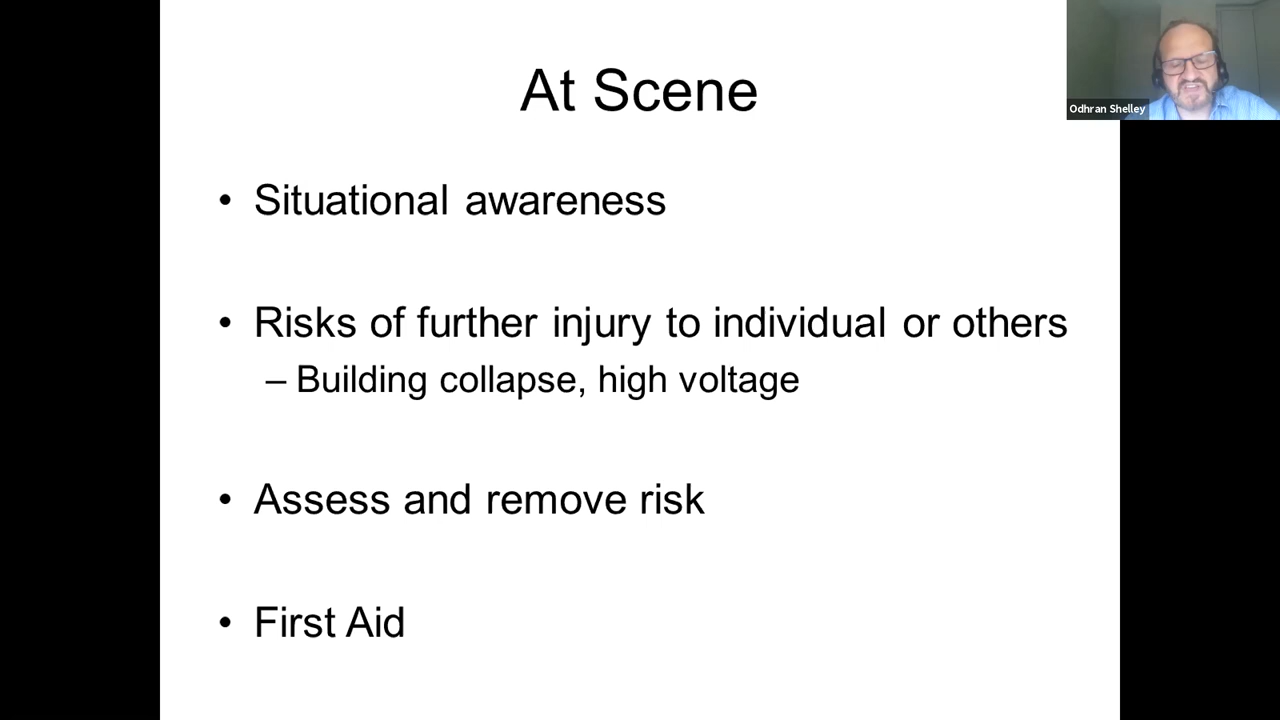 At Scene
Odhran Shelley
• Situational awareness
• Risks of further injury to individual or others
– Building collapse, high voltage
• Assess and remove risk
• First Aid